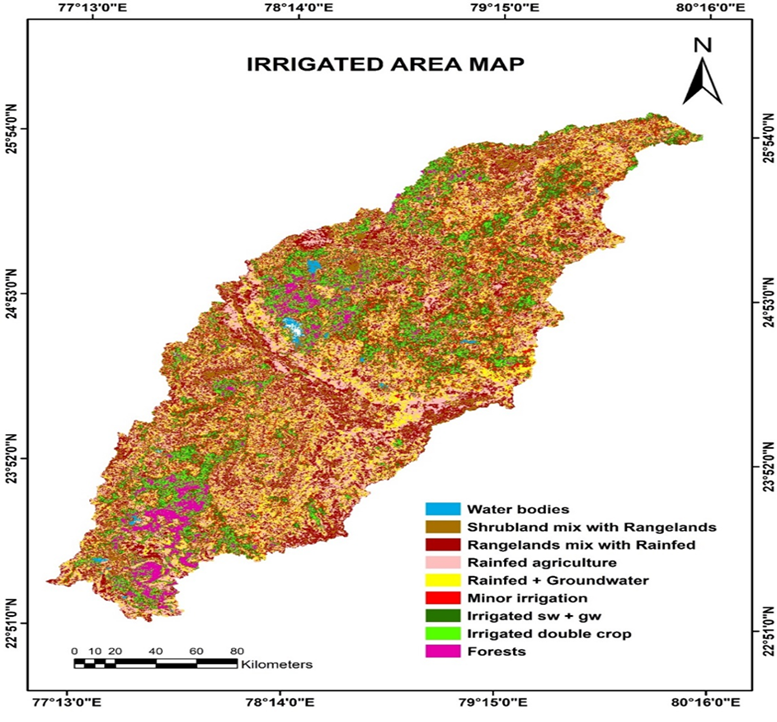 77°13'0"E 78°14'0"E 79°15'0"E 80°16'0"E
IRRIGATED AREA MAP
N
25°54'0"N 25°54'0"N
24°53'0"N 24°53'0"N
23°52'0"N 23°52'0"N
22°51'0"N 22°51'0"N
Water bodies
Shrubland mix with Rangelands
Rangelands mix with Rainfed
Rainfed agriculture
Rainfed + Groundwater
Minor irrigation
Irrigated sw + gw
Irrigated double crop
Forests
0 10 20 40 60 80
Kilometers
77°13'0"E 78°14'0"E 79°15'0"E 80°16'0"E